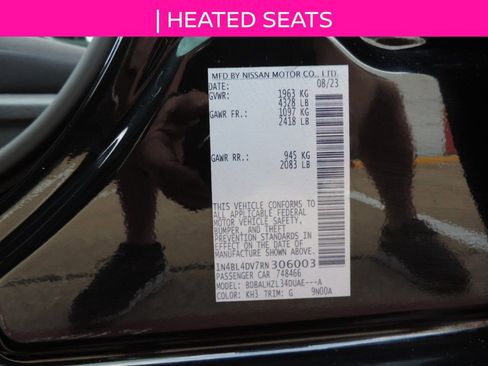 | HEATED SEATS
MFD BY NISSAN MOTOR CO., LTD.
DATE: 08/23
GVWR: 1963 KG
4328 LB
GAWR FR.: 1097 KG
2418 LB
GAWR RR.: 945 KG
2083 LB
THIS VEHICLE CONFORMS TO
ALL APPLICABLE FEDERAL
MOTOR VEHICLE SAFETY,
BUMPER, AND THEFT
PREVENTION STANDARDS
IN EFFECT ON THE DATE OF
MANUFACTURE SHOWN ABOVE.
1N4BL4DV7RN306003
PASSENGER CAR 748466
MODEL: BDBALHZL34DUAE---A
COLOR: KH3 TRIM: G 9N00A